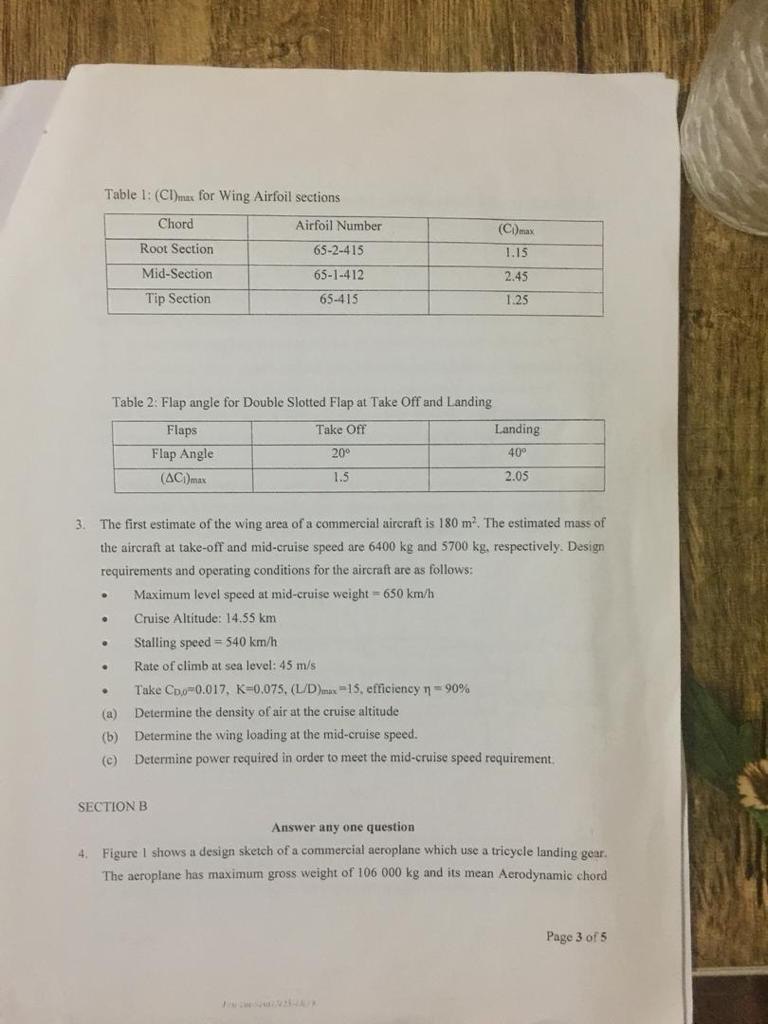 Table 1: (Cl)max for Wing Airfoil sections
Chord Airfoil Number (Cl)max
Root Section 65-2-415 1.15
Mid-Section 65-1-412 2.45
Tip Section 65-415 1.25
Table 2: Flap angle for Double Slotted Flap at Take Off and Landing
Flaps Take Off Landing
Flap Angle 20° 40°
(ΔCl)max 1.5 2.05
3. The first estimate of the wing area of a commercial aircraft is 180 m². The estimated mass of
the aircraft at take-off and mid-cruise speed are 6400 kg and 5700 kg, respectively. Design
requirements and operating conditions for the aircraft are as follows:
• Maximum level speed at mid-cruise weight = 650 km/h
• Cruise Altitude: 14.55 km
• Stalling speed = 540 km/h
• Rate of climb at sea level: 45 m/s
• Take CD,0=0.017, K=0.075, (L/D)max=15, efficiency η = 90%
(a) Determine the density of air at the cruise altitude
(b) Determine the wing loading at the mid-cruise speed.
(c) Determine power required in order to meet the mid-cruise speed requirement.
SECTION B
Answer any one question
4. Figure 1 shows a design sketch of a commercial aeroplane which use a tricycle landing gear.
The aeroplane has maximum gross weight of 106 000 kg and its mean Aerodynamic chord
Page 3 of 5